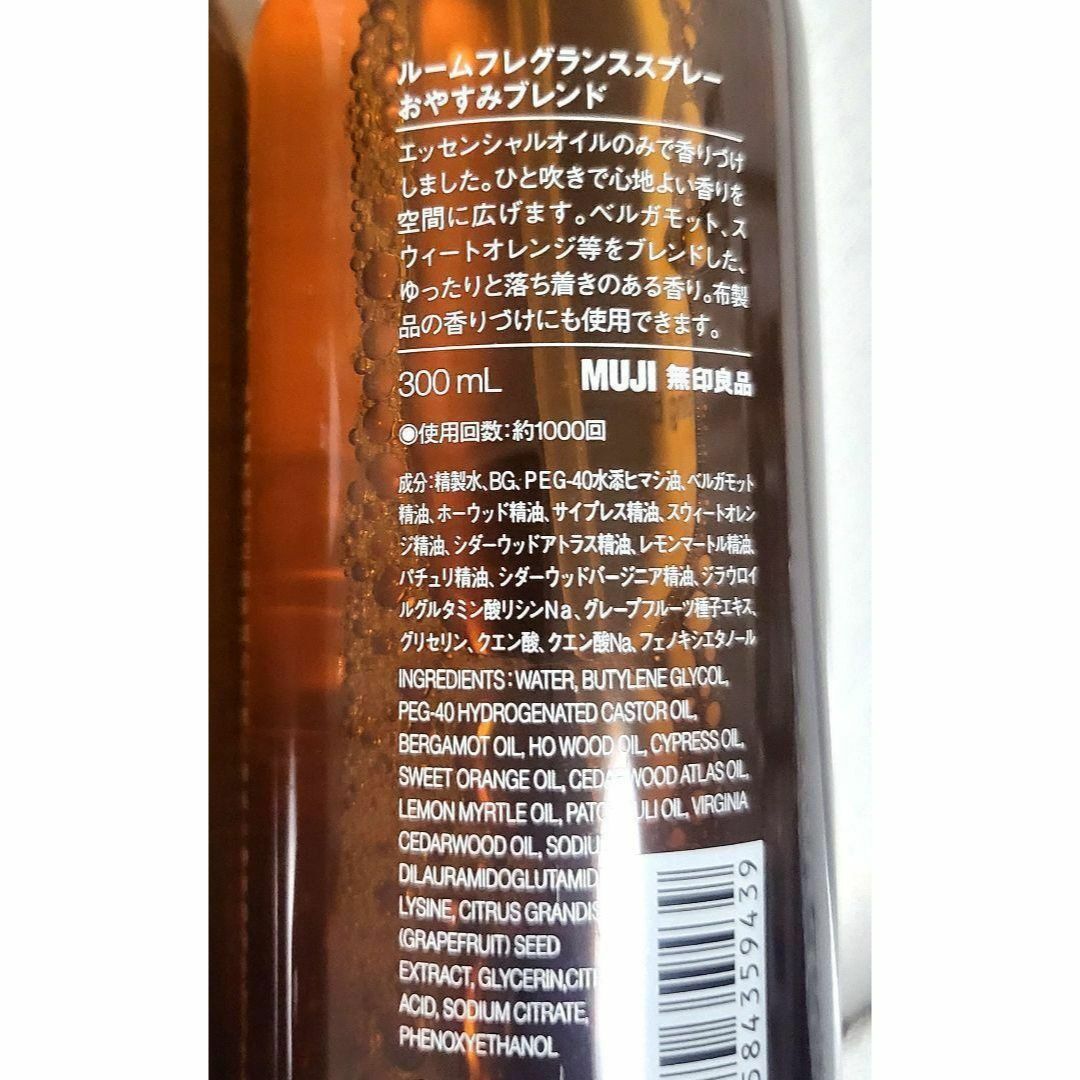 ルームフレグランススプレー
おやすみブレンド
エッセンシャルオイルのみで香りづけ
しました。ひと吹きで心地よい香りを
空間に広げます。ベルガモット、ス
ウィートオレンジ等をブレンドした、
ゆったりと落ち着きのある香り。布製
品の香りづけにも使用できます。
300 mL MUJI 無印良品
◉使用回数：約1000回
成分：精製水、BG、PEG-40水添ヒマシ油、ベルガモット
精油、ホーウッド精油、サイプレス精油、スウィートオレン
ジ精油、シダーウッドアトラス精油、レモンマートル精油、
パチュリ精油、シダーウッドバージニア精油、ジラウロイ
ルグルタミン酸リシンNa、グレープフルーツ種子エキス、
グリセリン、クエン酸、クエン酸Na、フェノキシエタノール
INGREDIENTS：WATER, BUTYLENE GLYCOL,
PEG-40 HYDROGENATED CASTOR OIL,
BERGAMOT OIL, HO WOOD OIL, CYPRESS OIL,
SWEET ORANGE OIL, CEDARWOOD ATLAS OIL,
LEMON MYRTLE OIL, PATCHOULI OIL, VIRGINIA
CEDARWOOD OIL,
LYSINE, CITRUS GRANDIS
(GRAPEFRUIT) SEED
EXTRACT, GLYCERIN,
ACID, SODIUM CITRATE,
PHENOXYETHANOL
584359439